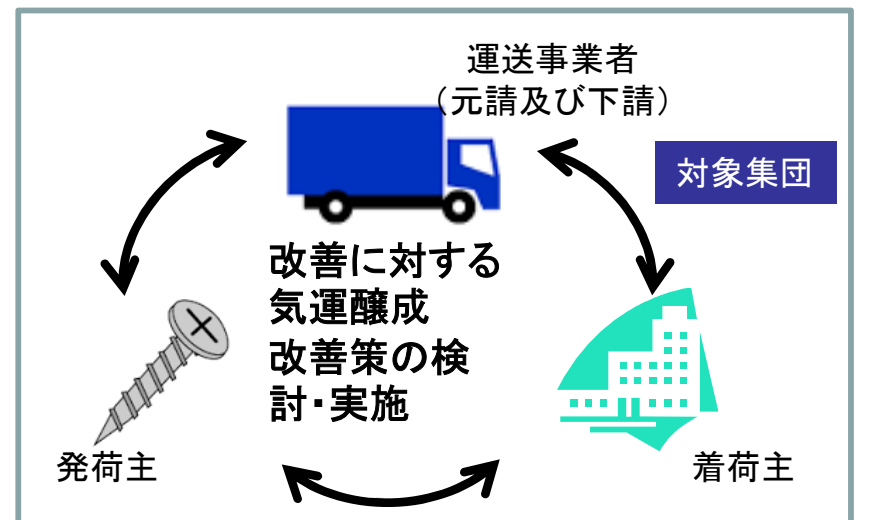 運送事業者
（元請及び下請）
対象集団
改善に対する
気運醸成
改善策の検
討・実施
発荷主
着荷主